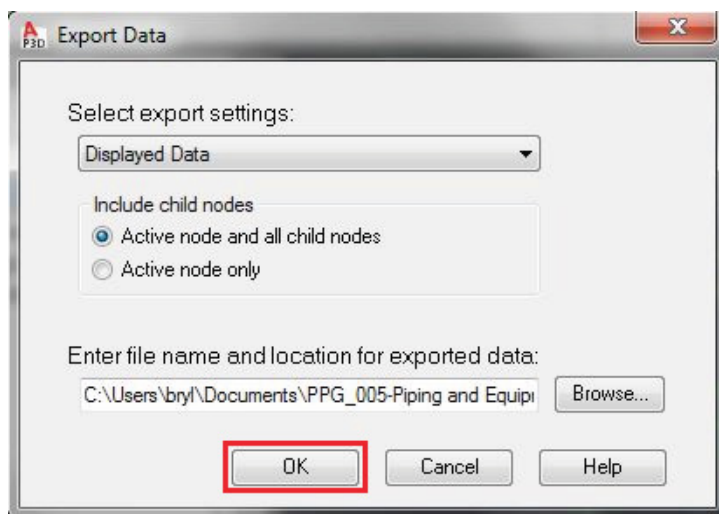 A
P3D Export Data
X
Select export settings:
Displayed Data
Include child nodes
Active node and all child nodes
Active node only
Enter file name and location for exported data:
C:\Users\bryl\Documents\PPG_005-Piping and Equip
Browse...
OK Cancel Help